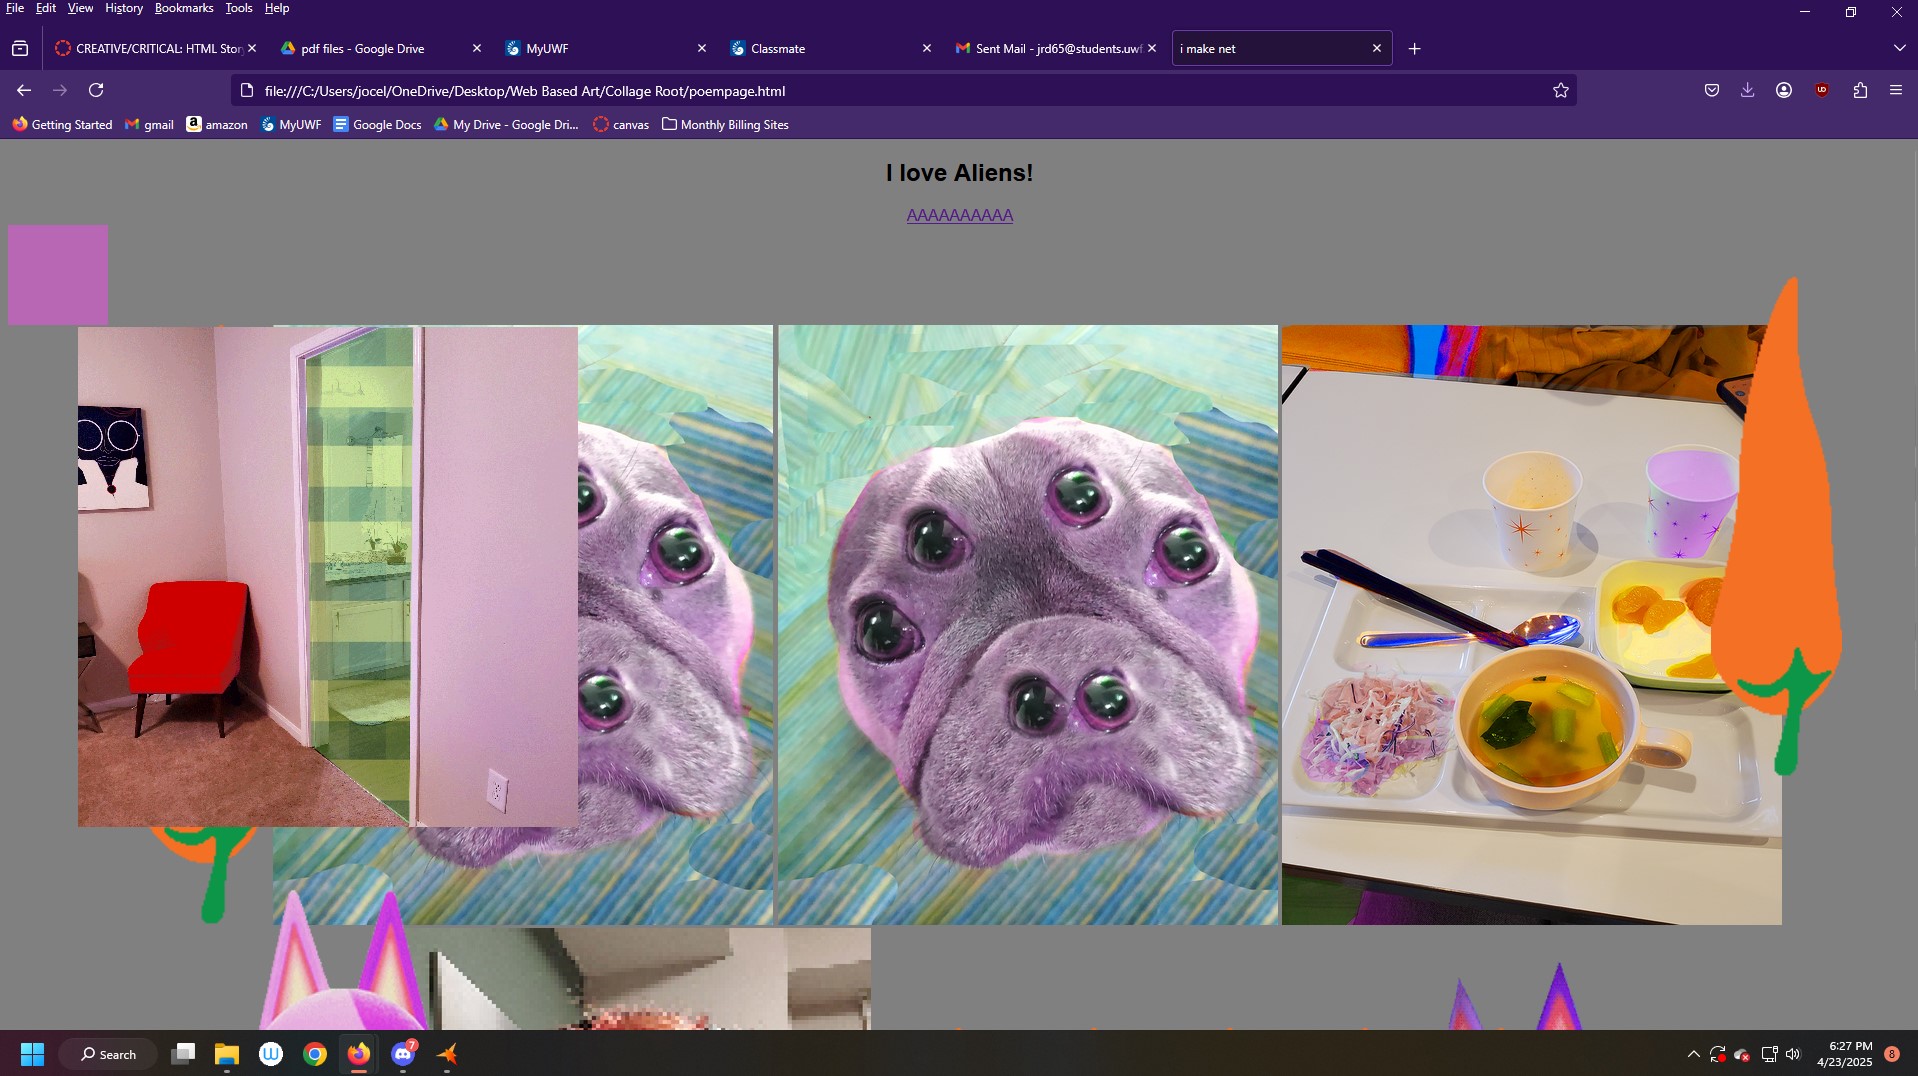 File Edit View History Bookmarks Tools Help
CREATIVE/CRITICAL: HTML Stor
pdf files - Google Drive
MyUWF
Classmate
Sent Mail - jrd65@students.uwf.
i make net
file:///C:/Users/jocel/OneDrive/Desktop/Web Based Art/Collage Root/poempage.html
Getting Started gmail amazon MyUWF Google Docs My Drive - Google Dri... canvas Monthly Billing Sites
I love Aliens!
AAAAAAAAAA
Search
7
6:27 PM
4/23/2025
8